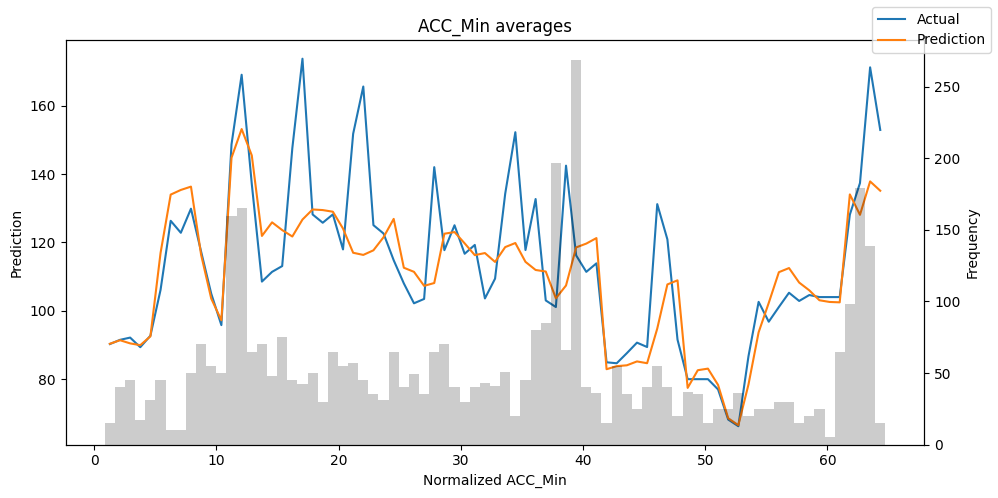 ACC_Min averages
Actual
Prediction
Prediction
160
140
120
100
80
250
200
150
100
50
0
Frequency
0 10 20 30 40 50 60
Normalized ACC_Min